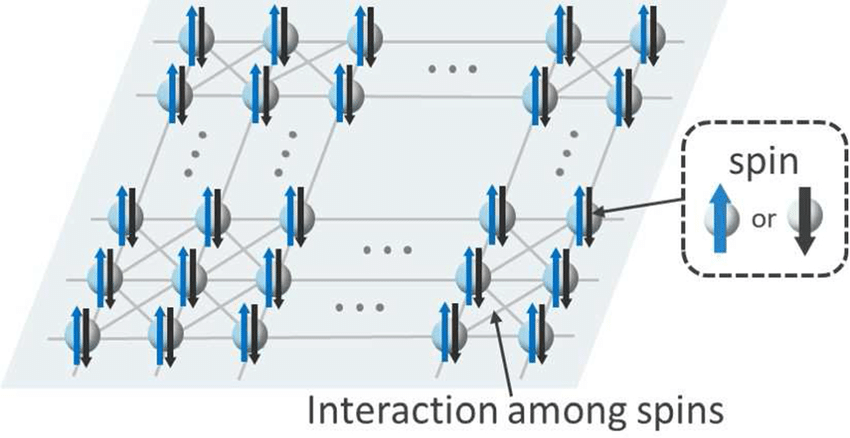 spin
or
Interaction among spins